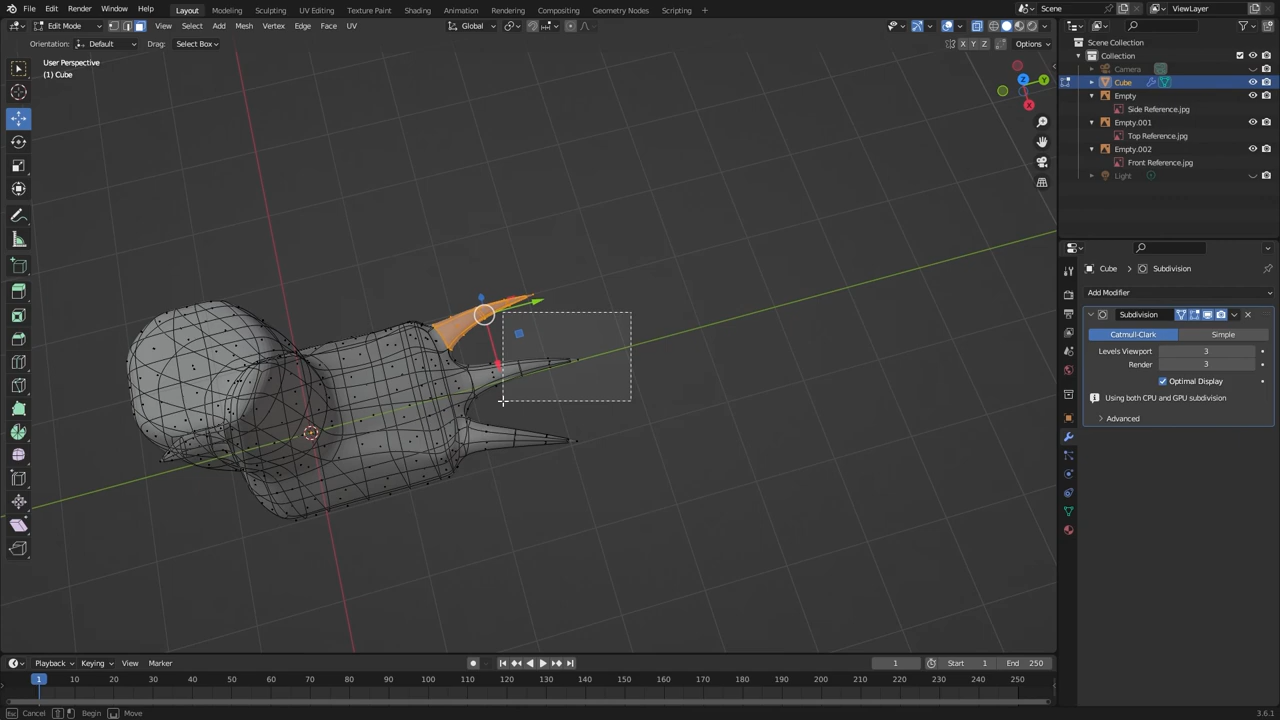 File Edit Render Window Help Layout Modeling Sculpting UV Editing Texture Paint Shading Animation Rendering Compositing Geometry Nodes Scripting + Scene ViewLayer
Edit Mode View Select Add Mesh Vertex Edge Face UV Global
Orientation: Default Drag: Select Box X Y Z Options
User Perspective
(1) Cube
Scene Collection
Collection
Camera
Cube
Empty
Side Reference.jpg
Empty.001
Top Reference.jpg
Empty.002
Front Reference.jpg
Light
Z Y X
Cube > Subdivision
Add Modifier
Subdivision
Catmull-Clark Simple
Levels Viewport 3
Render 3
Optimal Display
Using both CPU and GPU subdivision
Advanced
Playback Keying View Marker 1 Start 1 End 250
1 10 20 30 40 50 60 70 80 90 100 110 120 130 140 150 160 170 180 190 200 210 220 230 240 250
Cancel Begin Move 3.6.1